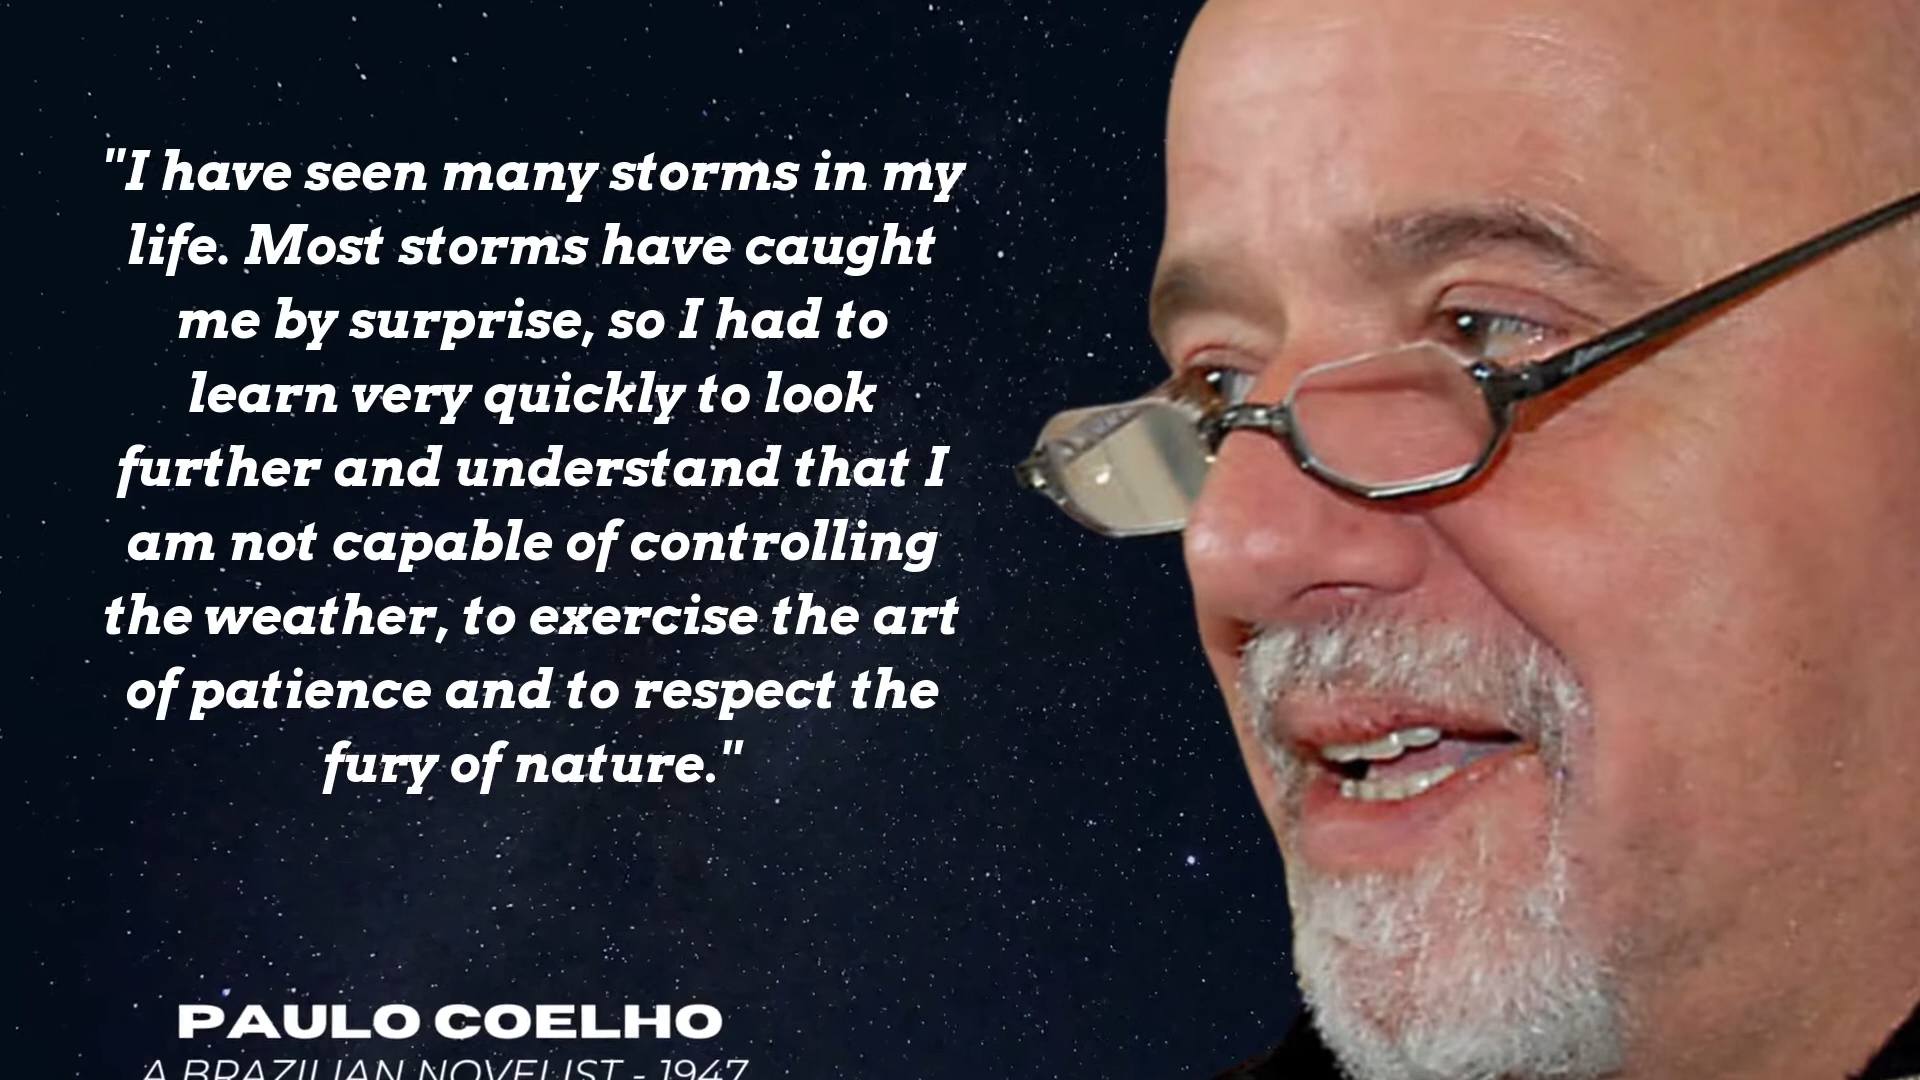 "I have seen many storms in my
life. Most storms have caught
me by surprise, so I had to
learn very quickly to look
further and understand that I
am not capable of controlling
the weather, to exercise the art
of patience and to respect the
fury of nature."
PAULO COELHO
A BRAZILIAN NOVELIST - 1947